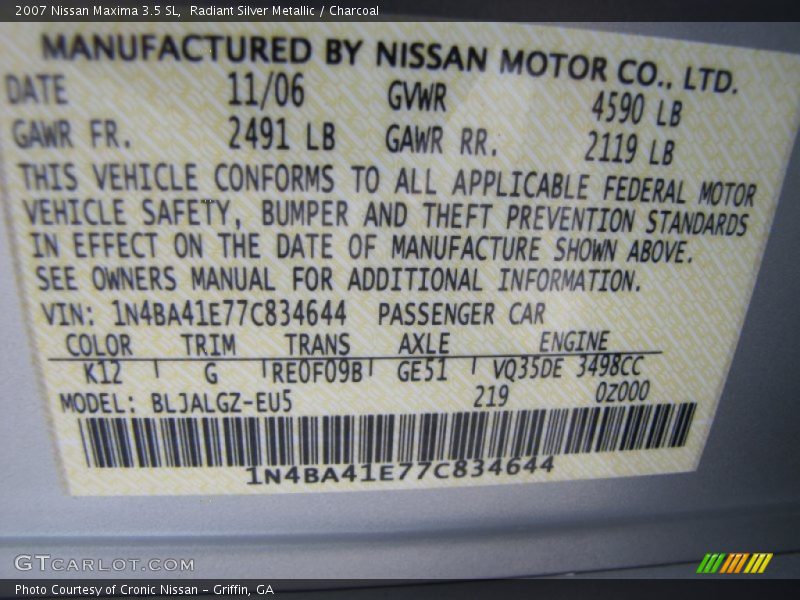 2007 Nissan Maxima 3.5 SL,  Radiant Silver Metallic / Charcoal
MANUFACTURED BY NISSAN MOTOR CO., LTD.
DATE 11/06 GVWR 4590 LB
GAWR FR. 2491 LB GAWR RR. 2119 LB
THIS VEHICLE CONFORMS TO ALL APPLICABLE FEDERAL MOTOR
VEHICLE SAFETY, BUMPER AND THEFT PREVENTION STANDARDS
IN EFFECT ON THE DATE OF MANUFACTURE SHOWN ABOVE.
SEE OWNERS MANUAL FOR ADDITIONAL INFORMATION.
VIN: 1N4BA41E77C834644 PASSENGER CAR
COLOR TRIM TRANS AXLE ENGINE
K12 G RE0F09B GE51 VQ35DE 3498CC
MODEL: BLJALGZ-EU5 219 0Z000
1N4BA41E77C834644
GTCARLOT.COM
Photo Courtesy of Cronic Nissan – Griffin, GA